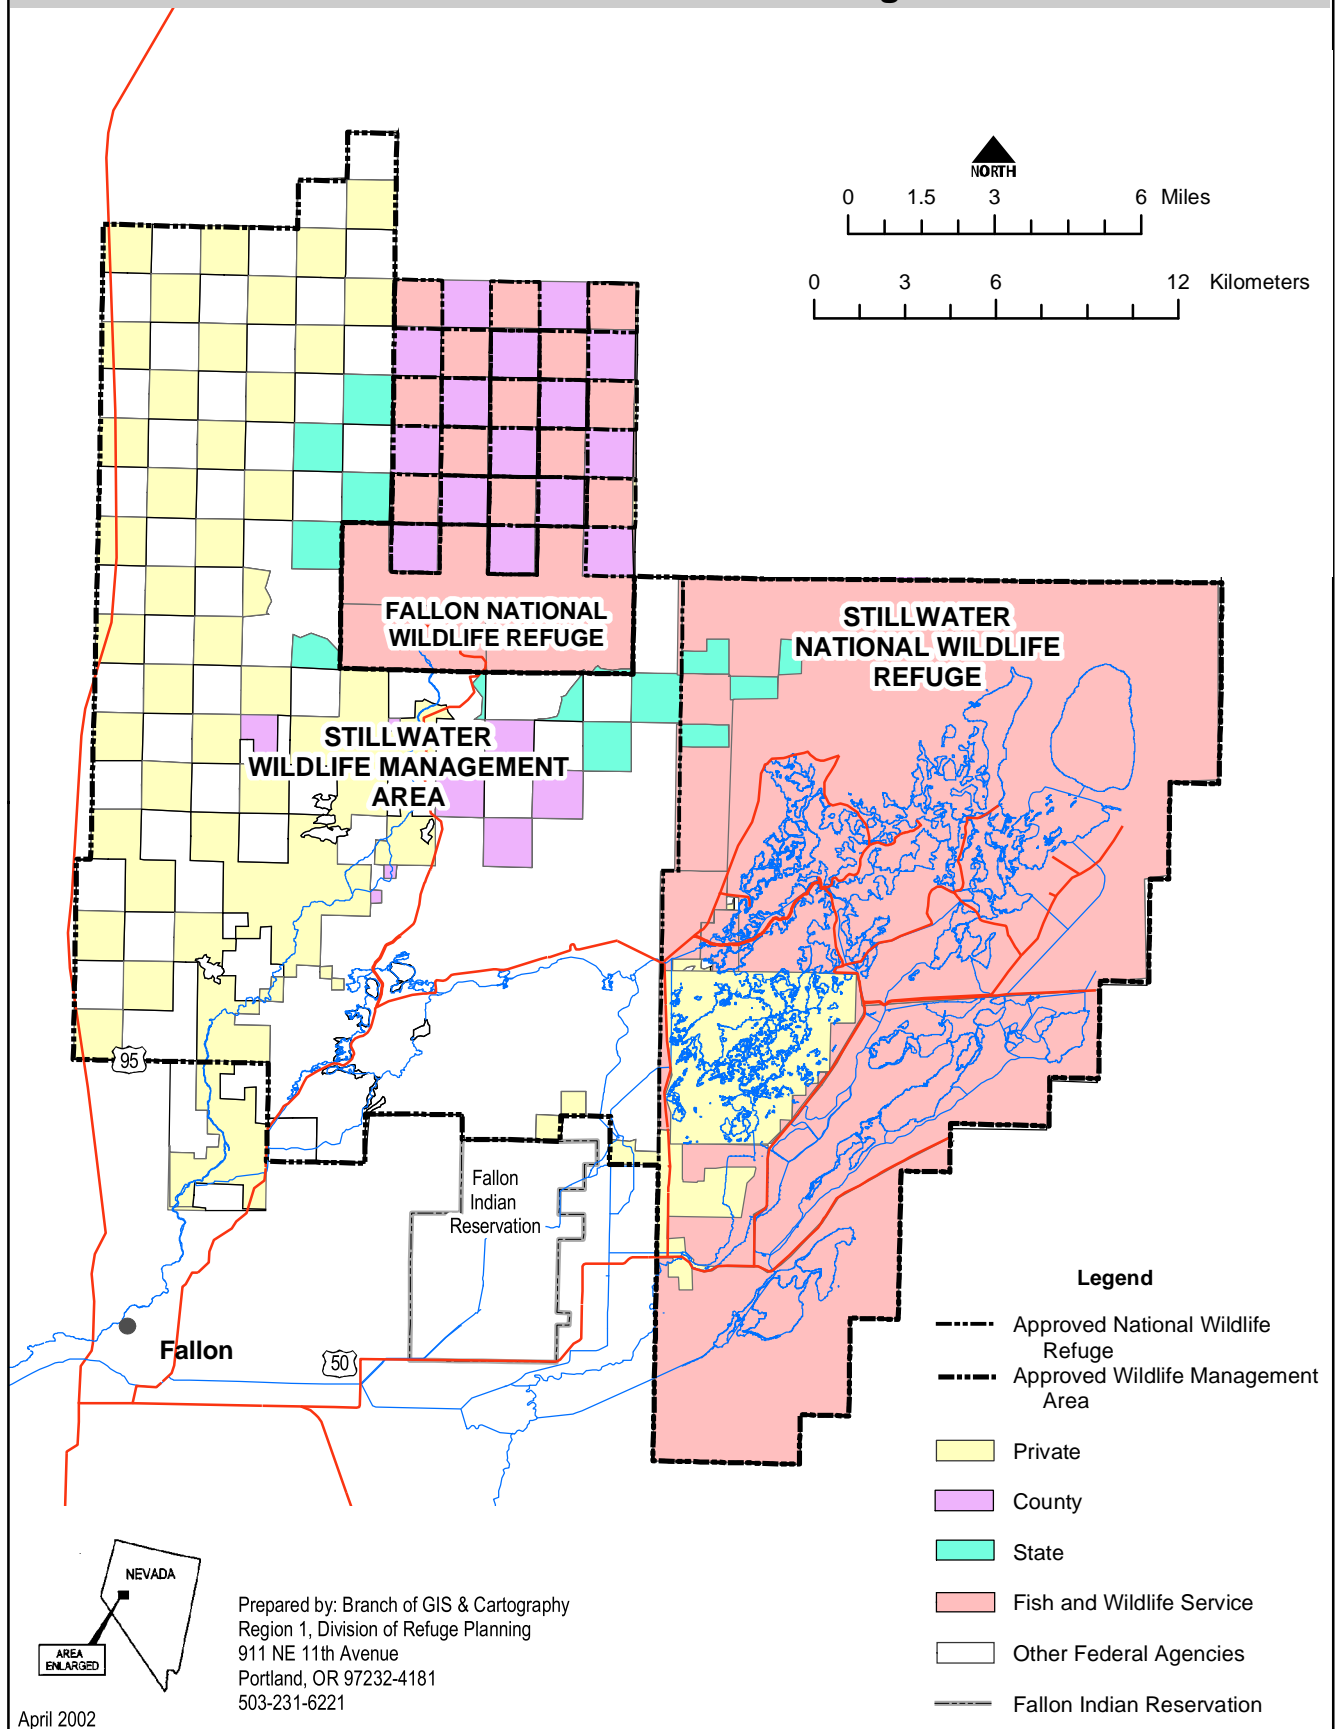 NORTH
0 1.5 3 6 Miles
0 3 6 12 Kilometers
FALLON NATIONAL
WILDLIFE REFUGE
STILLWATER
NATIONAL WILDLIFE
REFUGE
STILLWATER
WILDLIFE MANAGEMENT
AREA
95
Fallon
Indian
Reservation
Fallon
50
Legend
Approved National Wildlife
Refuge
Approved Wildlife Management
Area
Private
County
State
Fish and Wildlife Service
Other Federal Agencies
Fallon Indian Reservation
NEVADA
AREA
ENLARGED
Prepared by: Branch of GIS & Cartography
Region 1, Division of Refuge Planning
911 NE 11th Avenue
Portland, OR 97232-4181
503-231-6221
April 2002